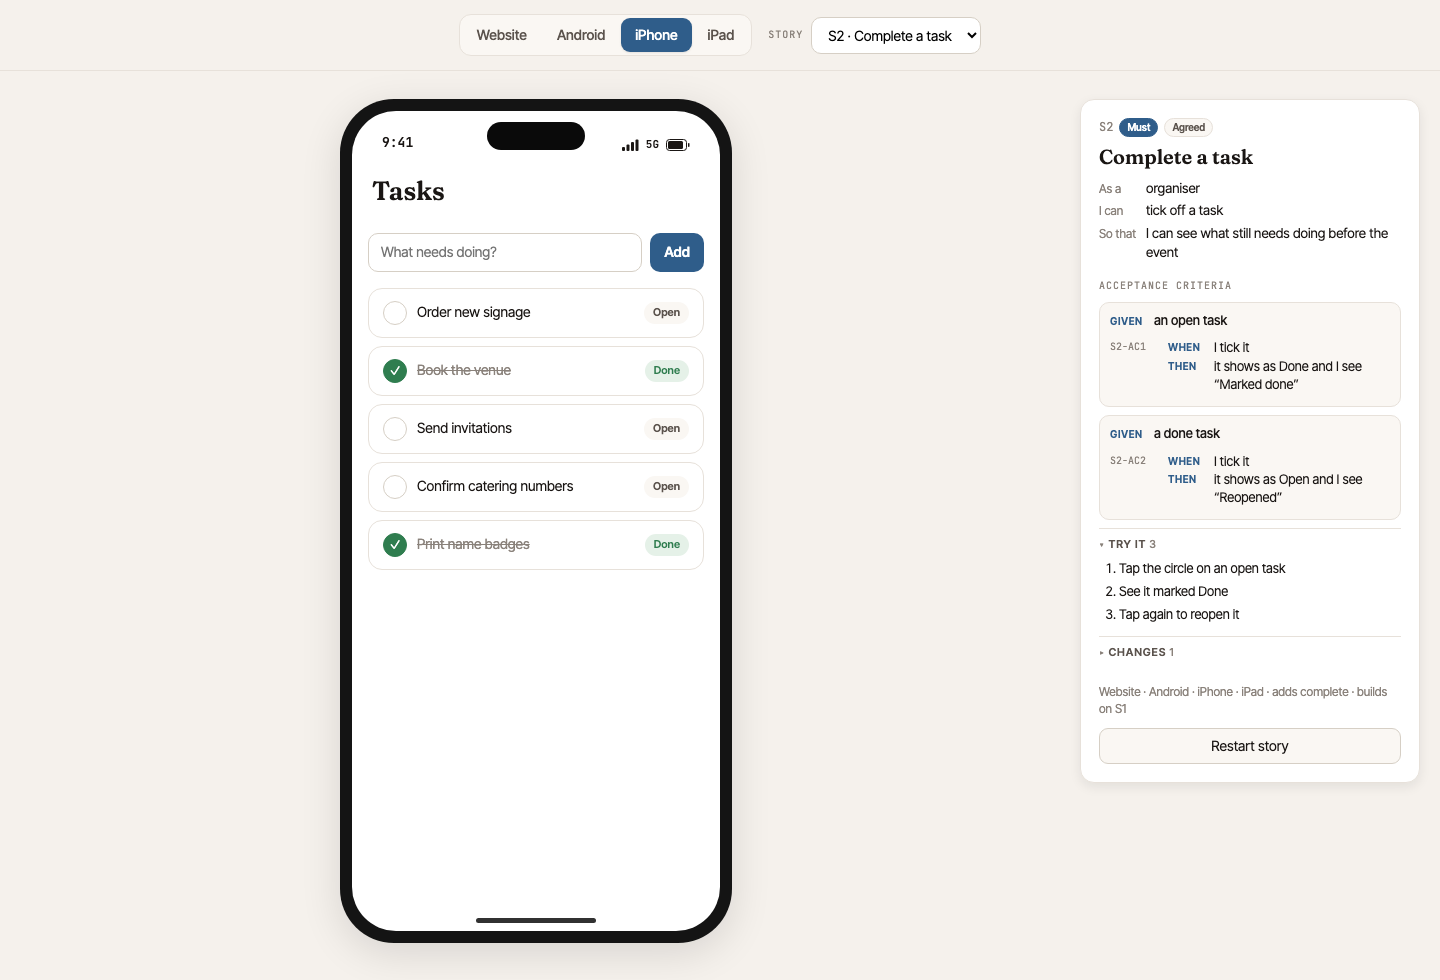 Website Android iPhone iPad STORY S2 · Complete a task
9:41 5G
Tasks
What needs doing? Add
Order new signage Open
Book the venue Done
Send invitations Open
Confirm catering numbers Open
Print name badges Done
S2 Must Agreed
Complete a task
As a organiser
I can tick off a task
So that I can see what still needs doing before the
event
ACCEPTANCE CRITERIA
GIVEN an open task
S2-AC1 WHEN I tick it
THEN it shows as Done and I see
“Marked done”
GIVEN a done task
S2-AC2 WHEN I tick it
THEN it shows as Open and I see
“Reopened”
TRY IT 3
1. Tap the circle on an open task
2. See it marked Done
3. Tap again to reopen it
CHANGES 1
Website · Android · iPhone · iPad · adds complete · builds
on S1
Restart story